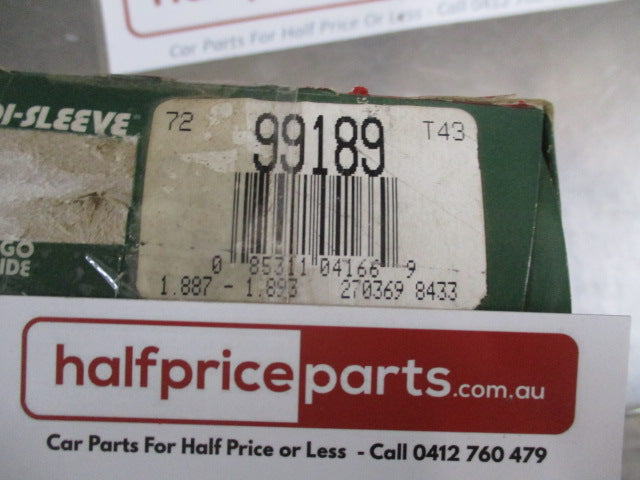 Car Parts For Half Price Or Less - Call 0412 760
DI-SLEEVE
72 99189 T43
GO
IDE
0 85311 04166 9
1.887 - 1.893 270369 8433
halfpriceparts.com.au
Car Parts For Half Price or Less - Call 0412 760 479